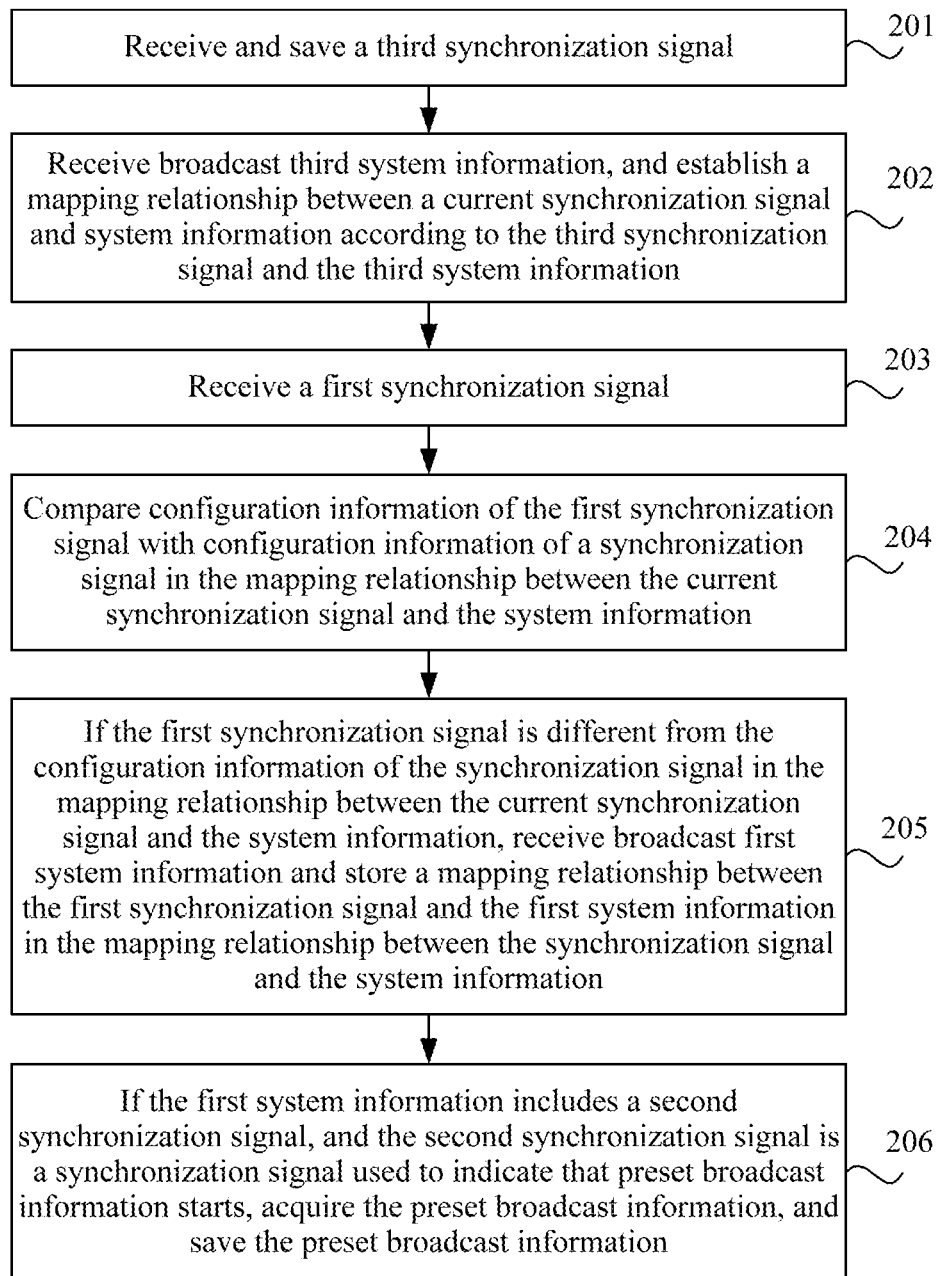 Receive and save a third synchronization signal
201
Receive broadcast third system information, and establish a
mapping relationship between a current synchronization signal
and system information according to the third synchronization
signal and the third system information
202
Receive a first synchronization signal
203
Compare configuration information of the first synchronization
signal with configuration information of a synchronization
signal in the mapping relationship between the current
synchronization signal and the system information
204
If the first synchronization signal is different from the
configuration information of the synchronization signal in the
mapping relationship between the current synchronization
signal and the system information, receive broadcast first
system information and store a mapping relationship between
the first synchronization signal and the first system information
in the mapping relationship between the synchronization signal
and the system information
205
If the first system information includes a second
synchronization signal, and the second synchronization signal is
a synchronization signal used to indicate that preset broadcast
information starts, acquire the preset broadcast information, and
save the preset broadcast information
206